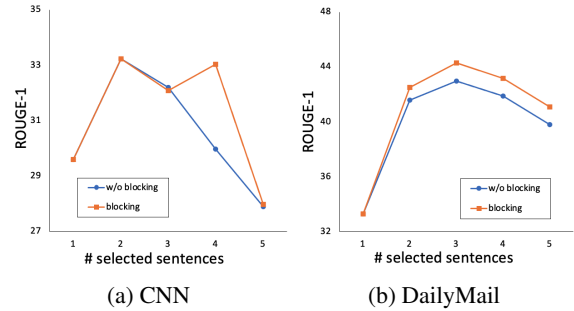 35
33
31
29
27
ROUGE-1
w/o blocking
blocking
1 2 3 4 5
# selected sentences
(a) CNN
48
44
40
36
32
ROUGE-1
w/o blocking
blocking
1 2 3 4 5
# selected sentences
(b) DailyMail